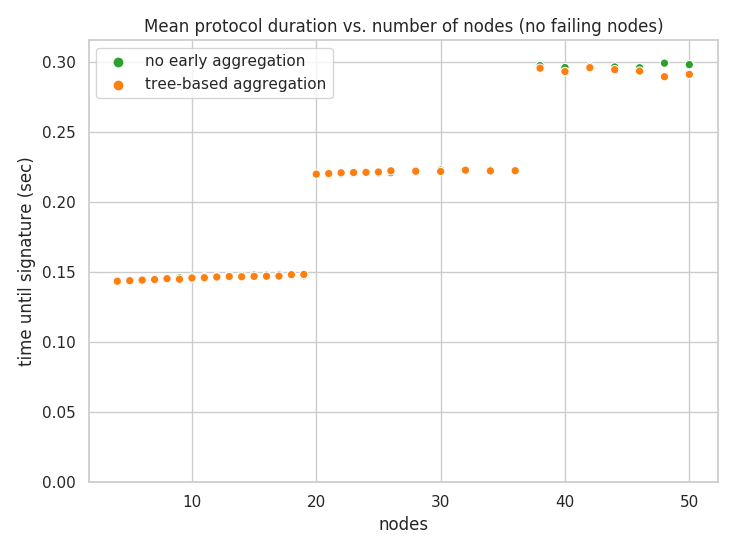 Mean protocol duration vs. number of nodes (no failing nodes)
no early aggregation
tree-based aggregation
time until signature (sec)
0.30
0.25
0.20
0.15
0.10
0.05
0.00
10 20 30 40 50
nodes